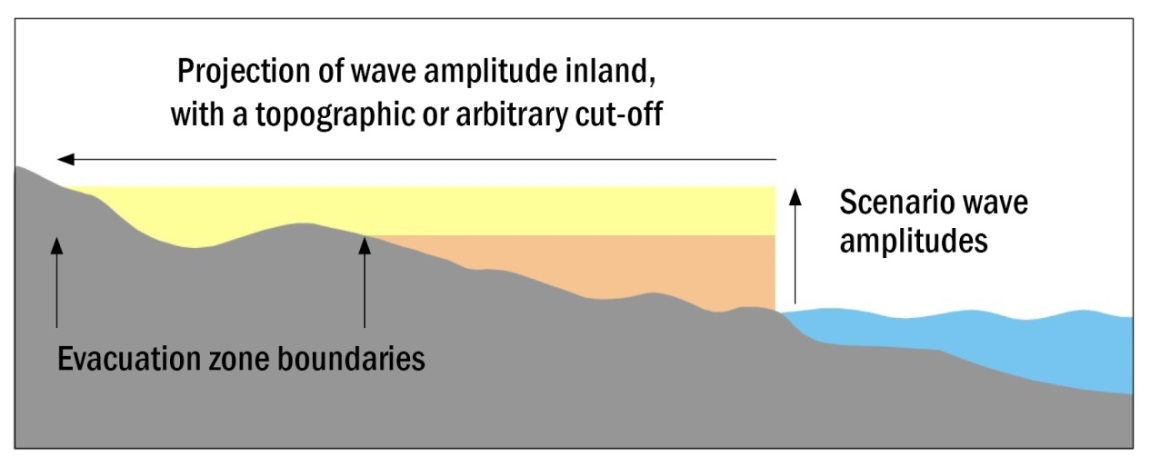 Projection of wave amplitude inland,
with a topographic or arbitrary cut-off
Scenario wave
amplitudes
Evacuation zone boundaries